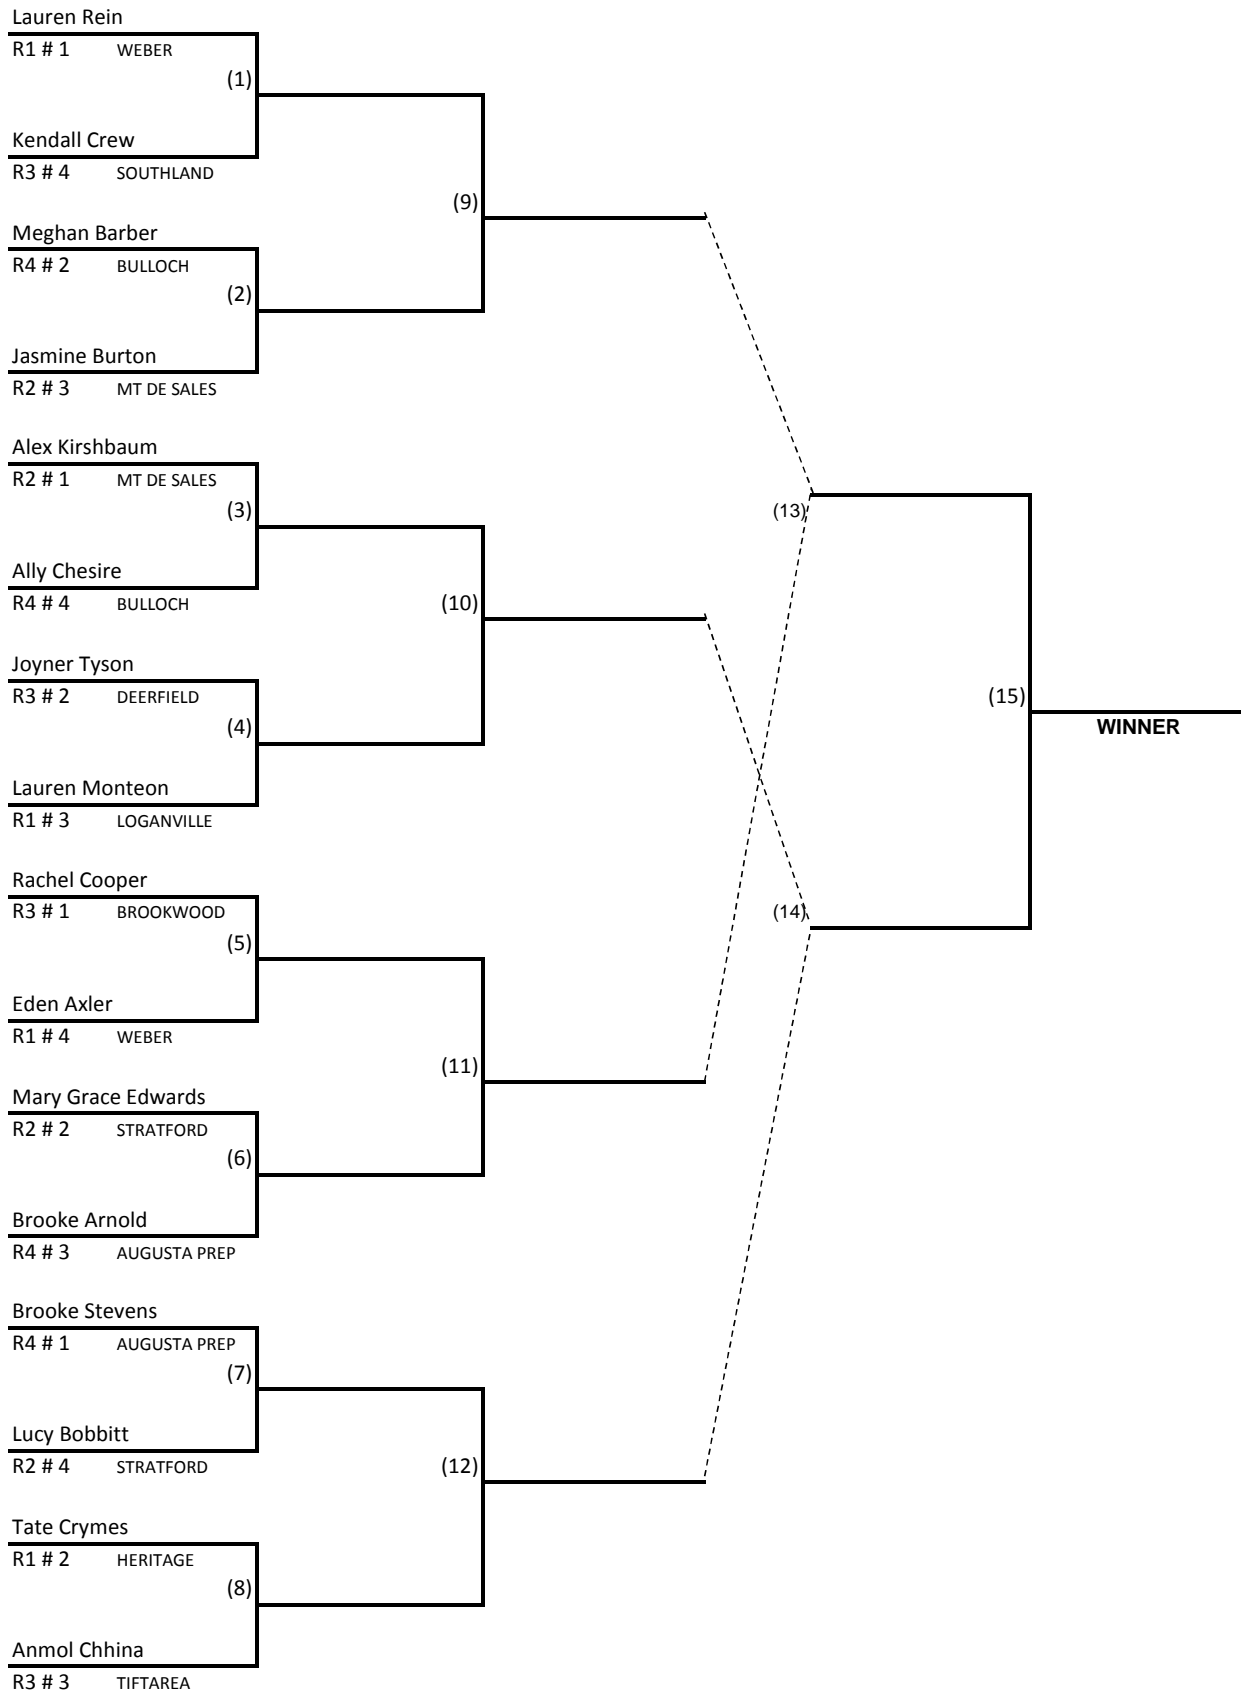 Lauren Rein
R1 # 1 WEBER
(1)
Kendall Crew
R3 # 4 SOUTHLAND
(9)
Meghan Barber
R4 # 2 BULLOCH
(2)
Jasmine Burton
R2 # 3 MT DE SALES
Alex Kirshbaum
R2 # 1 MT DE SALES
(3)
(13)
Ally Chesire
R4 # 4 BULLOCH
(10)
Joyner Tyson
R3 # 2 DEERFIELD
(15)
(4)
WINNER
Lauren Monteon
R1 # 3 LOGANVILLE
Rachel Cooper
R3 # 1 BROOKWOOD
(14)
(5)
Eden Axler
R1 # 4 WEBER
(11)
Mary Grace Edwards
R2 # 2 STRATFORD
(6)
Brooke Arnold
R4 # 3 AUGUSTA PREP
Brooke Stevens
R4 # 1 AUGUSTA PREP
(7)
Lucy Bobbitt
R2 # 4 STRATFORD
(12)
Tate Crymes
R1 # 2 HERITAGE
(8)
Anmol Chhina
R3 # 3 TIFTAREA